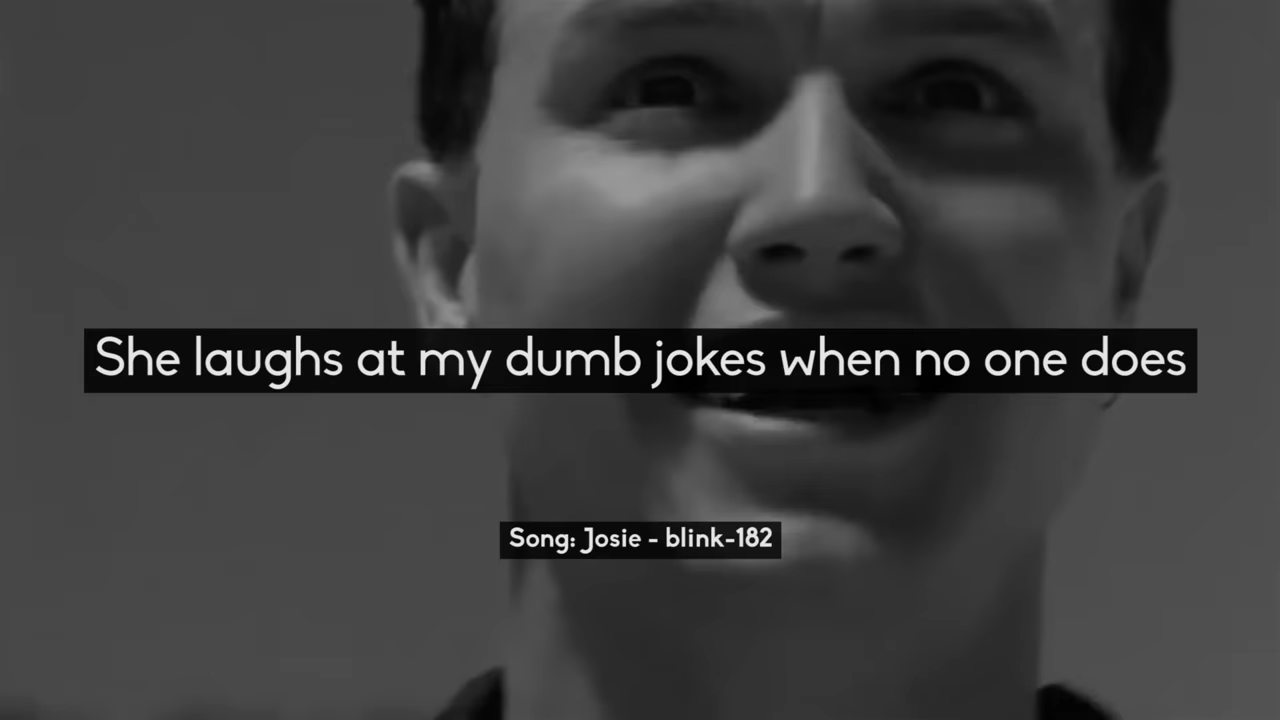 She laughs at my dumb jokes when no one does
Song: Josie - blink-182